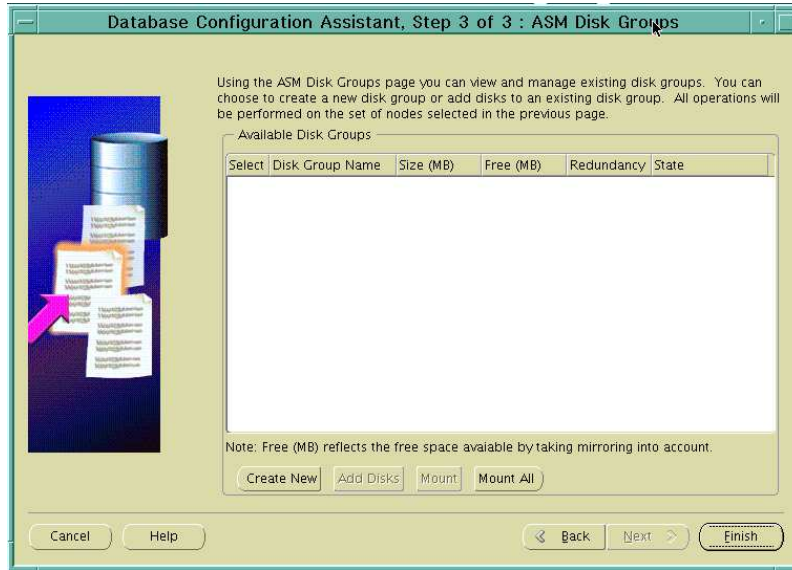 Database Configuration Assistant, Step 3 of 3 : ASM Disk Groups
Using the ASM Disk Groups page you can view and manage existing disk groups. You can
choose to create a new disk group or add disks to an existing disk group. All operations will
be performed on the set of nodes selected in the previous page.
Available Disk Groups
Select Disk Group Name Size (MB) Free (MB) Redundancy State
Note: Free (MB) reflects the free space avaiable by taking mirroring into account.
Create New Add Disks Mount Mount All
Cancel Help Back Next Finish